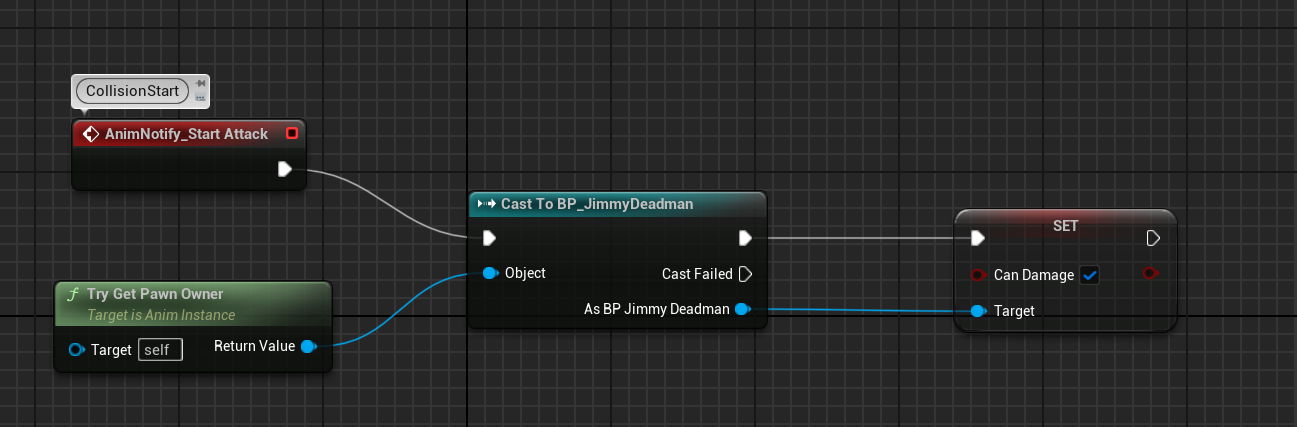 CollisionStart
AnimNotify_Start Attack
Cast To BP_JimmyDeadman
Object
Cast Failed
As BP Jimmy Deadman
SET
Can Damage
Target
f Try Get Pawn Owner
Target is Anim Instance
Target self
Return Value